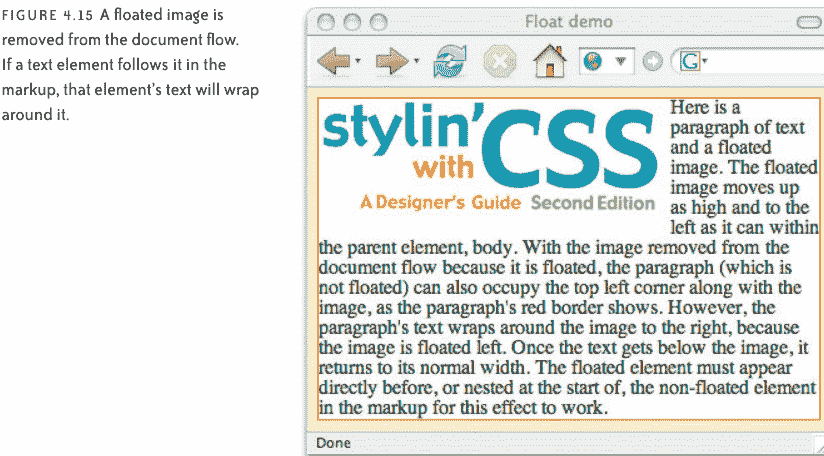 FIGURE 4.15 A floated image is
removed from the document flow.
If a text element follows it in the
markup, that element's text will wrap
around it.
Float demo
G
stylin' with CSS
A Designer's Guide Second Edition
Here is a
paragraph of text
and a floated
image. The floated
image moves up
as high and to the
left as it can within
the parent element, body. With the image removed from the
document flow because it is floated, the paragraph (which is
not floated) can also occupy the top left corner along with the
image, as the paragraph's red border shows. However, the
paragraph's text wraps around the image to the right, because
the image is floated left. Once the text gets below the image, it
returns to its normal width. The floated element must appear
directly before, or nested at the start of, the non-floated element
in the markup for this effect to work.
Done